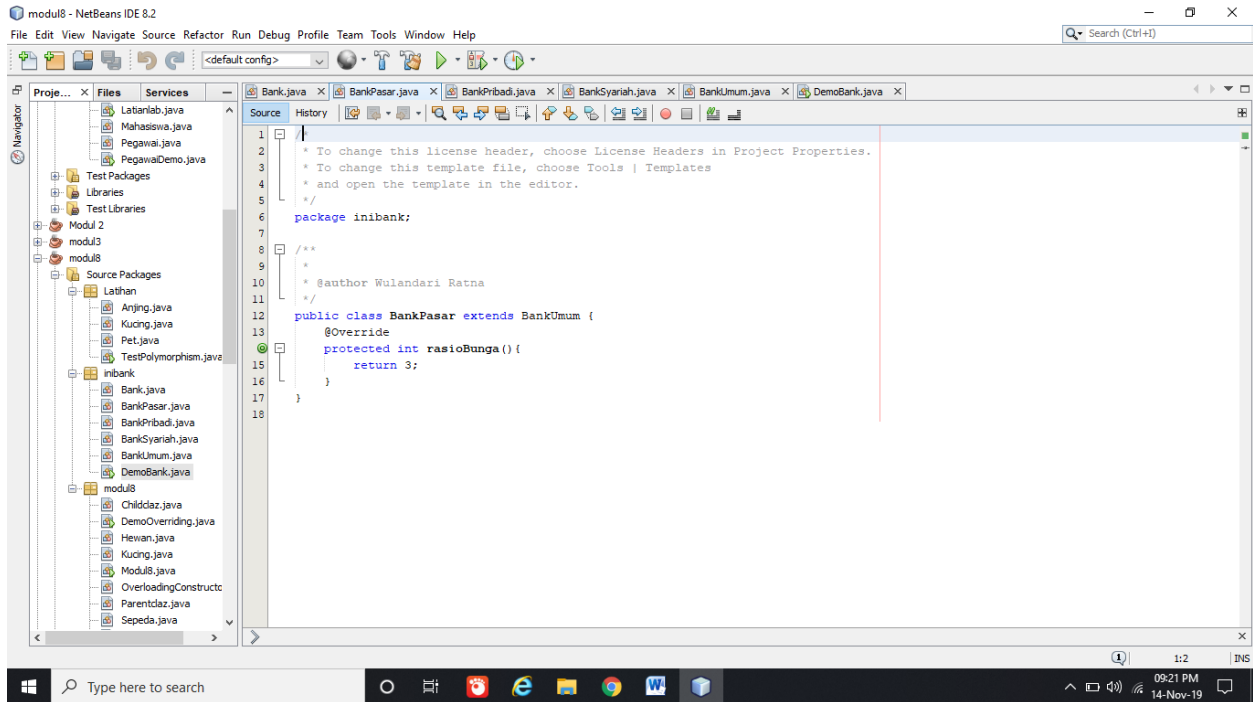 modul8 - NetBeans IDE 8.2
File Edit View Navigate Source Refactor Run Debug Profile Team Tools Window Help
Search (Ctrl+I)
<default config>
Proje... Files Services
Navigator
Bank.java BankPasar.java BankPribadi.java BankSyariah.java BankUmum.java DemoBank.java
Source History
Latianlab.java
Mahasiswa.java
Pegawai.java
PegawaiDemo.java
Test Packages
Libraries
Test Libraries
Modul 2
modul3
modul8
Source Packages
Latihan
Anjing.java
Kucing.java
Pet.java
TestPolymorphism.java
inibank
Bank.java
BankPasar.java
BankPribadi.java
BankSyariah.java
BankUmum.java
DemoBank.java
modul8
Childclaz.java
DemoOverriding.java
Hewan.java
Kucing.java
Modul8.java
OverloadingConstructo
Parentclaz.java
Sepeda.java
1 /*
2 * To change this license header, choose License Headers in Project Properties.
3 * To change this template file, choose Tools | Templates
4 * and open the template in the editor.
5 */
6 package inibank;
7
8 /**
9 *
10 * @author Wulandari Ratna
11 */
12 public class BankPasar extends BankUmum {
13 @Override
protected int rasioBunga(){
15 return 3;
16 }
17 }
18
1 1:2 INS
Type here to search
09:21 PM
14-Nov-19